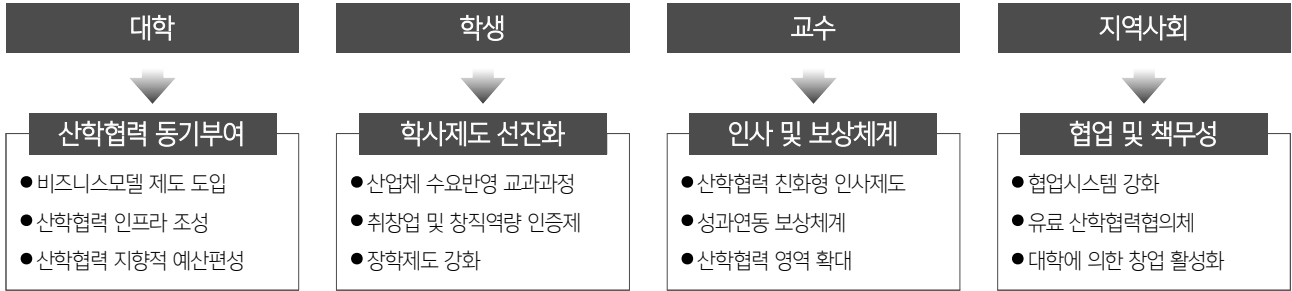 대학
산학협력 동기부여
● 비즈니스모델 제도 도입
● 산학협력 인프라 조성
● 산학협력 지향적 예산편성
학생
학사제도 선진화
● 산업체 수요반영 교과과정
● 취창업 및 창직역량 인증제
● 장학제도 강화
교수
인사 및 보상체계
● 산학협력 친화형 인사제도
● 성과연동 보상체계
● 산학협력 영역 확대
지역사회
협업 및 책무성
● 협업시스템 강화
● 유료 산학협력협의체
● 대학에 의한 창업 활성화